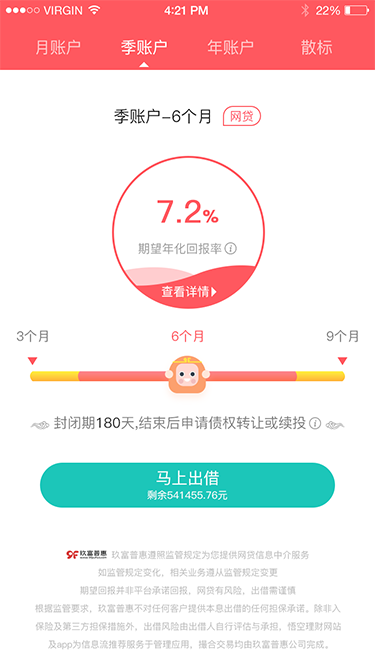 VIRGIN 4:21 PM 22%
月账户 季账户 年账户 散标
季账户-6个月 网贷
7.2%
期望年化回报率
查看详情
3个月 6个月 9个月
封闭期180天,结束后申请债权转让或续投
马上出借
剩余541455.76元
玖富普惠 玖富普惠遵照监管规定为您提供网贷信息中介服务
如监管规定变化，相关业务遵从监管规定变更
期望回报并非平台承诺回报，网贷有风险，出借需谨慎
根据监管要求，玖富普惠不对任何客户提供本息出借的任何担保承诺。除非入
保险及第三方担保措施外，由出借人自行评估与承担，悟空理财网站以
及app为信息流推荐服务于管理应用，撮合交易均由玖富普惠公司完成。